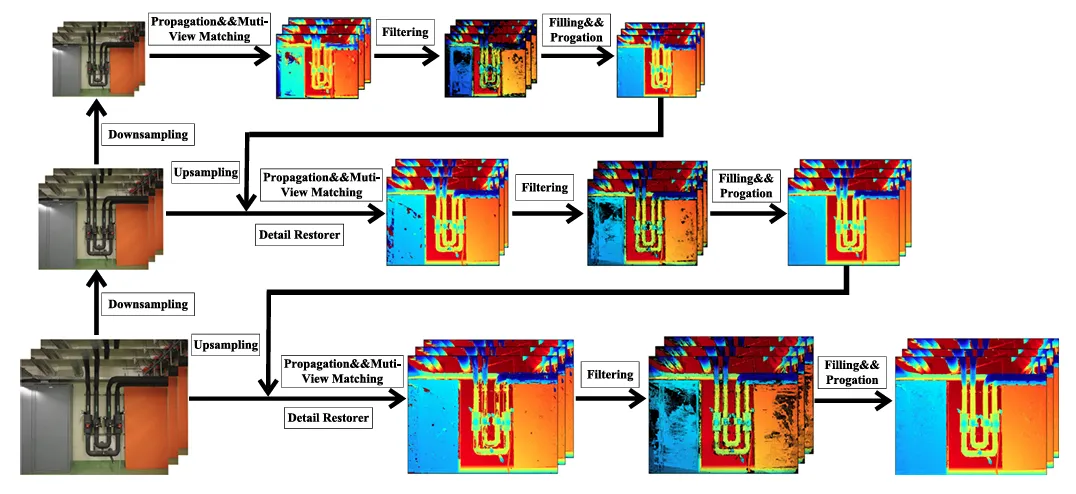 Propagation&&Muti-
View Matching
Filtering
Filling&&
Progation
Downsampling
Upsampling
Propagation&&Muti-
View Matching
Detail Restorer
Filtering
Filling&&
Progation
Downsampling
Upsampling
Propagation&&Muti-
View Matching
Detail Restorer
Filtering
Filling&&
Progation